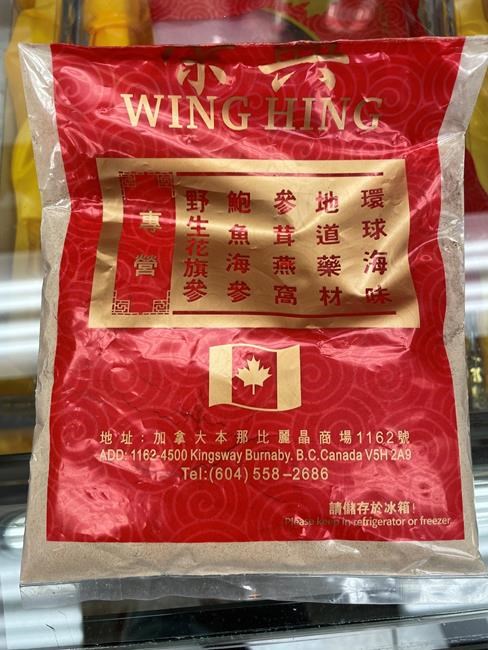 WING HING
環球海味
地道藥材
參茸燕窩
鮑魚海參
野生花旗參
專營
地址：加拿大本那比麗晶商場1162號
ADD: 1162-4500 Kingsway Burnaby. B.C.Canada V5H 2A9
Tel:(604) 558-2686
請儲存於冰箱!
Please keep in refrigerator or freezer